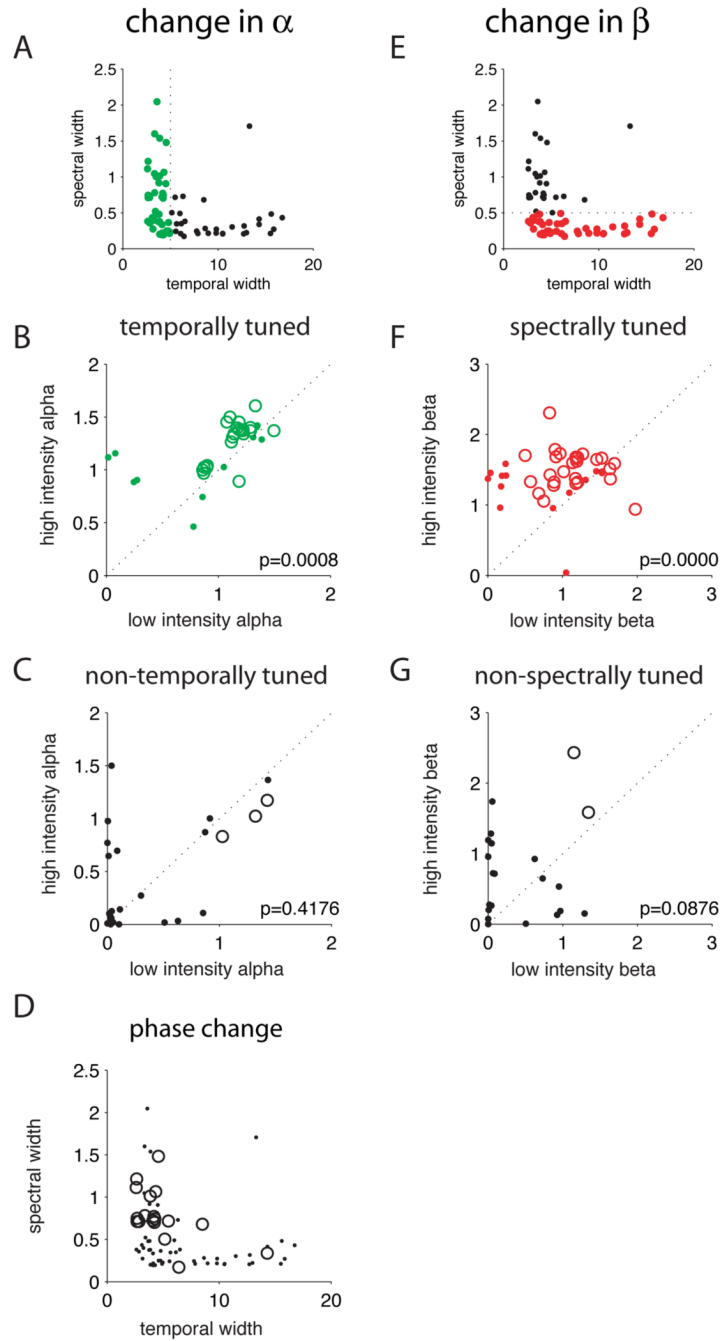 change in α
A
2.5
2
1.5
1
0.5
0
spectral width
0
10
20
temporal width
B
temporally tuned
2
1.5
1
0.5
0
high intensity alpha
p=0.0008
0
1
2
low intensity alpha
C
non-temporally tuned
2
1.5
1
0.5
0
high intensity alpha
p=0.4176
0
1
2
low intensity alpha
D
phase change
2.5
2
1.5
1
0.5
0
spectral width
0
10
20
temporal width
change in β
E
2.5
2
1.5
1
0.5
0
spectral width
0
10
20
temporal width
F
spectrally tuned
3
2
1
0
high intensity beta
p=0.0000
0
1
2
3
low intensity beta
G
non-spectrally tuned
3
2
1
0
high intensity beta
p=0.0876
0
1
2
3
low intensity beta